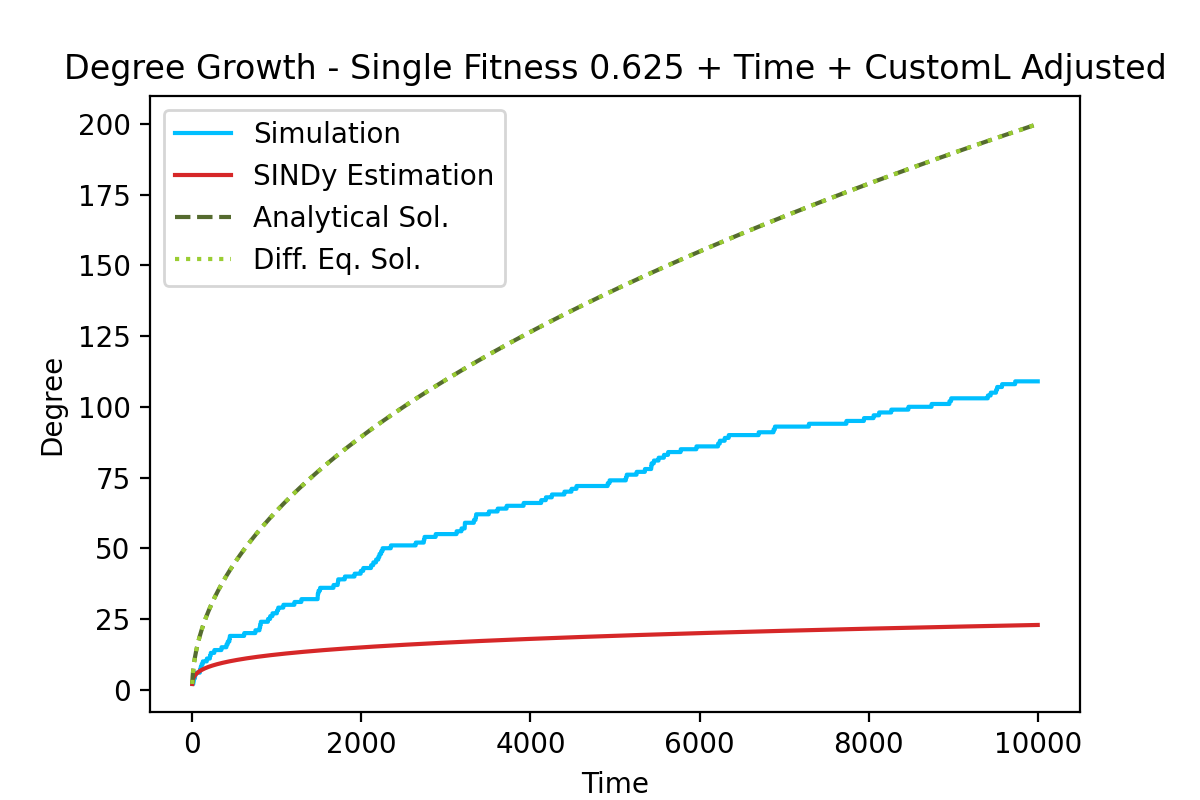 Degree Growth - Single Fitness 0.625 + Time + CustomL Adjusted
Simulation
SINDy Estimation
Analytical Sol.
Diff. Eq. Sol.
200
175
150
125
100
75
50
25
0
Degree
0 2000 4000 6000 8000 10000
Time